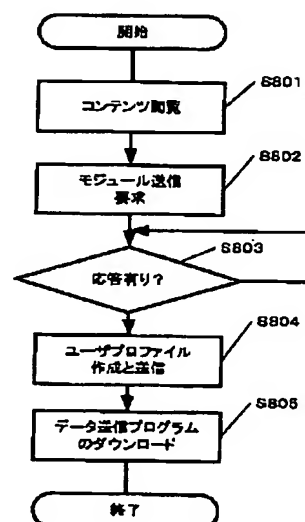 開始
S801
コンテンツ閲覧
S802
モジュール送信
要求
S803
応答有り?
S804
ユーザプロファイル
作成と送信
S805
データ送信プログラム
のダウンロード
終了